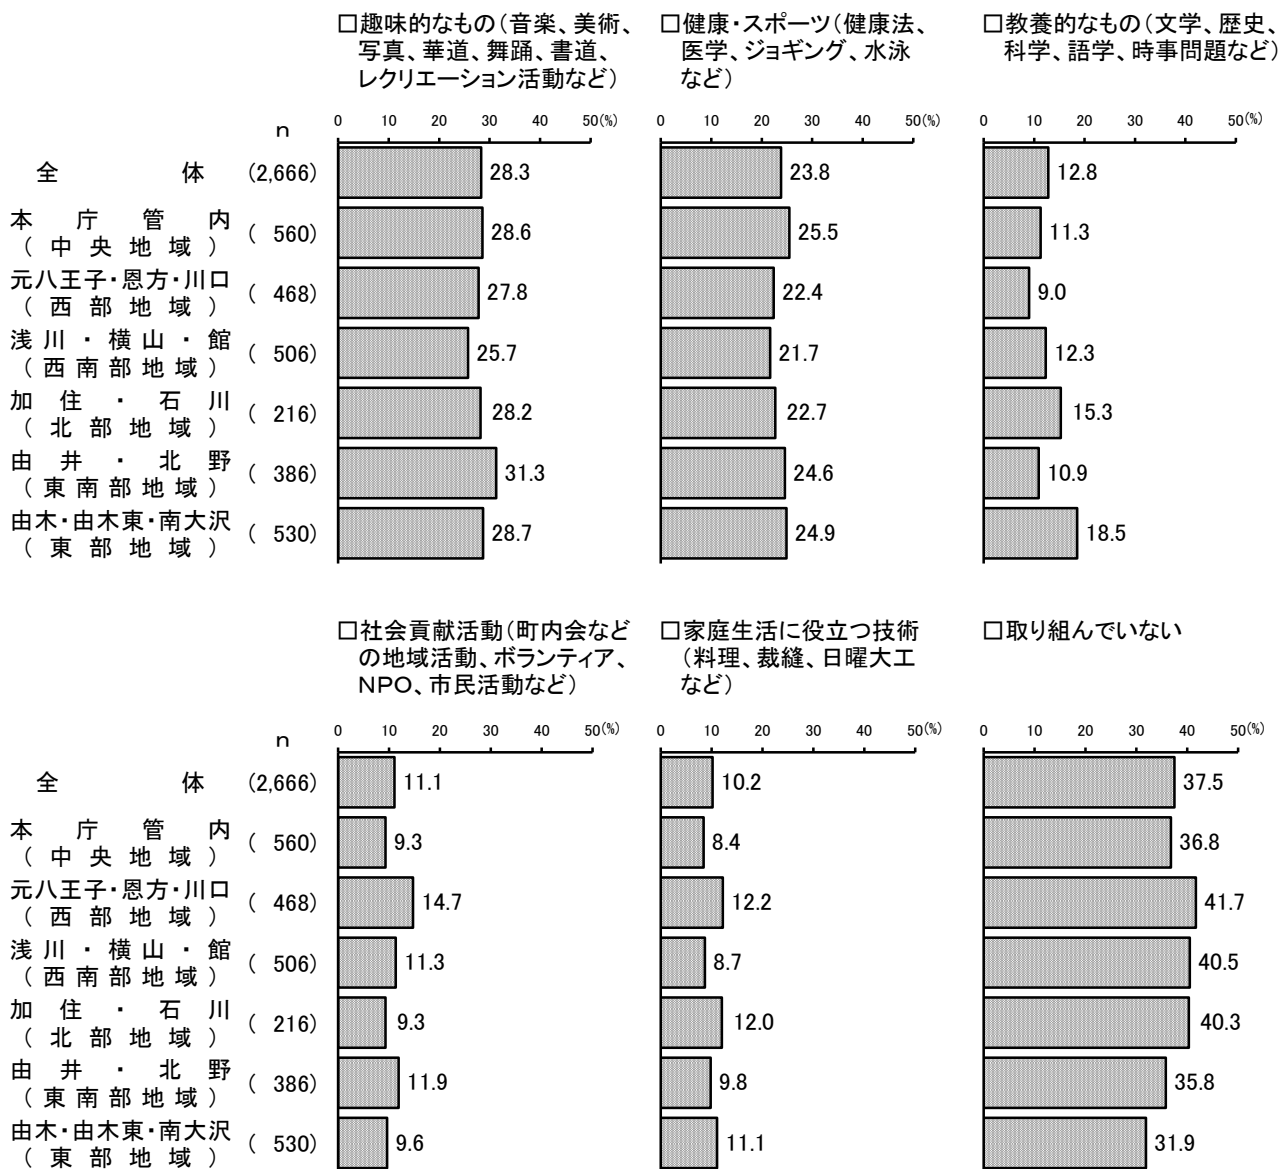 □趣味的なもの（音楽、美術、
写真、華道、舞踊、書道、
レクリエーション活動など）
□健康・スポーツ（健康法、
医学、ジョギング、水泳
など）
□教養的なもの（文学、歴史、
科学、語学、時事問題など）
n
0 10 20 30 40 50(%)
0 10 20 30 40 50(%)
0 10 20 30 40 50(%)
全体 (2,666) 28.3 23.8 12.8
本庁管内
（中央地域） ( 560) 28.6 25.5 11.3
元八王子・恩方・川口
（西部地域） ( 468) 27.8 22.4 9.0
浅川・横山・館
（西南部地域） ( 506) 25.7 21.7 12.3
加住・石川
（北部地域） ( 216) 28.2 22.7 15.3
由井・北野
（東南部地域） ( 386) 31.3 24.6 10.9
由木・由木東・南大沢
（東部地域） ( 530) 28.7 24.9 18.5
□社会貢献活動（町内会など
の地域活動、ボランティア、
NPO、市民活動など）
□家庭生活に役立つ技術
（料理、裁縫、日曜大工
など）
□取り組んでいない
n
0 10 20 30 40 50(%)
0 10 20 30 40 50(%)
0 10 20 30 40 50(%)
全体 (2,666) 11.1 10.2 37.5
本庁管内
（中央地域） ( 560) 9.3 8.4 36.8
元八王子・恩方・川口
（西部地域） ( 468) 14.7 12.2 41.7
浅川・横山・館
（西南部地域） ( 506) 11.3 8.7 40.5
加住・石川
（北部地域） ( 216) 9.3 12.0 40.3
由井・北野
（東南部地域） ( 386) 11.9 9.8 35.8
由木・由木東・南大沢
（東部地域） ( 530) 9.6 11.1 31.9